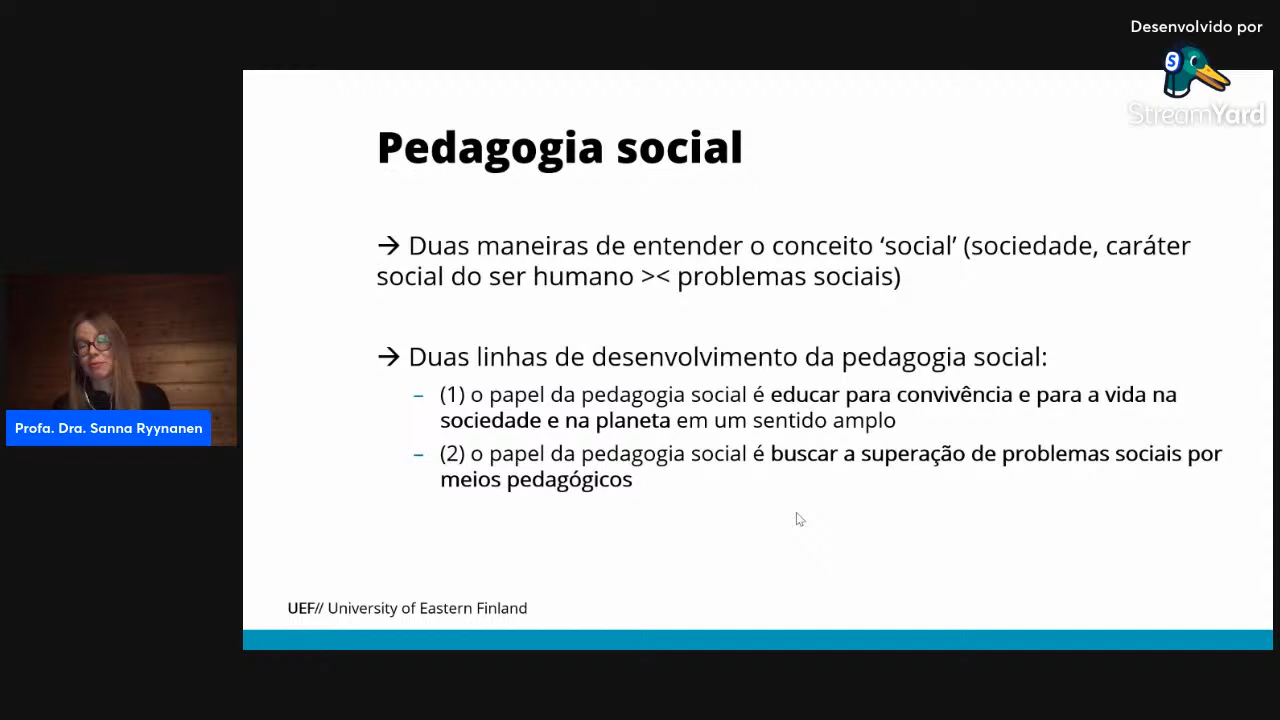 Desenvolvido por
S
StreamYard
Pedagogia social
→ Duas maneiras de entender o conceito ‘social’ (sociedade, caráter
social do ser humano >< problemas sociais)
→ Duas linhas de desenvolvimento da pedagogia social:
– (1) o papel da pedagogia social é educar para convivência e para a vida na
sociedade e na planeta em um sentido amplo
– (2) o papel da pedagogia social é buscar a superação de problemas sociais por
meios pedagógicos
Profa. Dra. Sanna Ryynanen
UEF// University of Eastern Finland